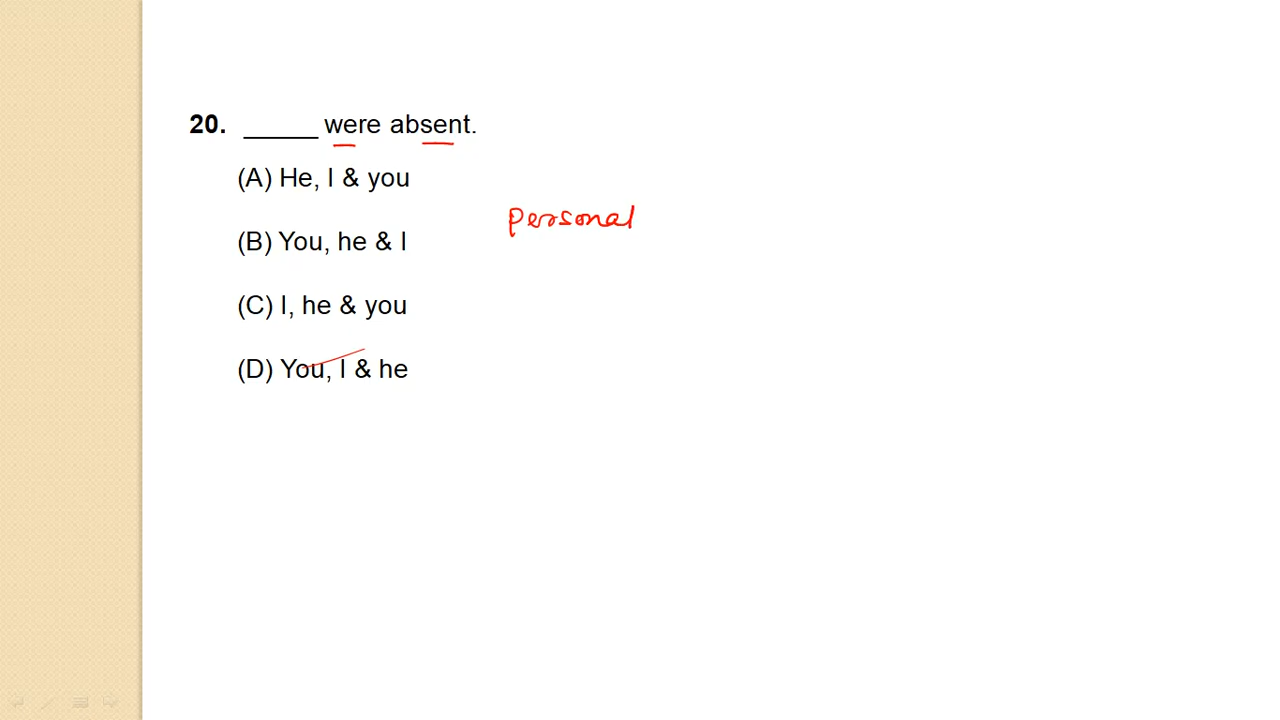 20. _____ were absent.
(A) He, I & you
personal
(B) You, he & I
(C) I, he & you
(D) You, I & he